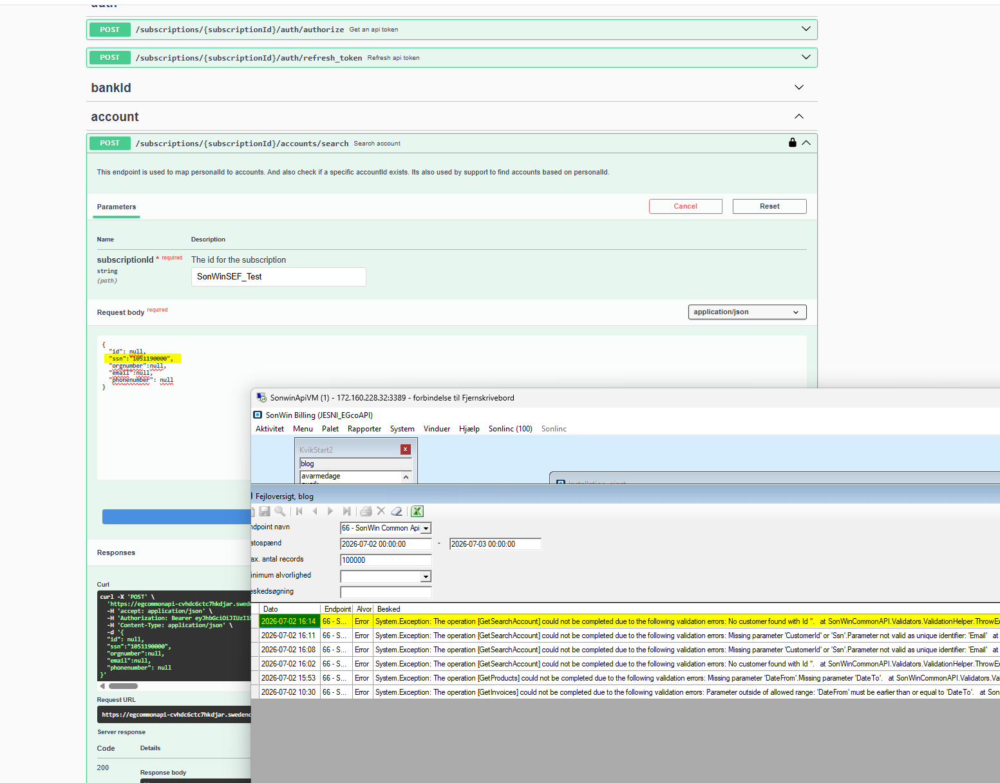 auth
POST /subscriptions/{subscriptionId}/auth/authorize Get an api token
POST /subscriptions/{subscriptionId}/auth/refresh_token Refresh api token
bankId
account
POST /subscriptions/{subscriptionId}/accounts/search Search account
This endpoint is used to map personalId to accounts. And also check if a specific accountId exists. Its also used by support to find accounts based on personalId.
Parameters
Cancel
Reset
Name Description
subscriptionId * required The id for the subscription
string
(path)
SonWinSEF_Test
Request body required
application/json
{
"id": null,
"ssn":"1051190000",
"orgnumber":null,
"email":null,
"phonenumber": null
}
SonwinApiVM (1) - 172.160.228.32:3389 - forbindelse til Fjernskrivebord
SonWin Billing (JESNI_EGcoAPI)
Aktivitet Menu Palet Rapporter System Vinduer Hjælp Sonlinc (100) Sonlinc
KvikStart2
blog
avarmedage
Fejloversigt, blog
ndpoint navn 66 - SonWin Common Api
atospænd 2026-07-02 00:00:00 - 2026-07-03 00:00:00
ax. antal records 100000
inimum alvorlighed
eskedsøgning
Dato Endpoint Alvor Besked
2026-07-02 16:14 66 - S... Error System.Exception: The operation [GetSearchAccount] could not be completed due to the following validation errors: No customer found with Id ''. at SonWinCommonAPI.Validators.ValidationHelper.ThrowEx
2026-07-02 16:11 66 - S... Error System.Exception: The operation [GetSearchAccount] could not be completed due to the following validation errors: Missing parameter 'CustomerId' or 'Ssn'.Parameter not valid as unique identifier: 'Email' at
2026-07-02 16:08 66 - S... Error System.Exception: The operation [GetSearchAccount] could not be completed due to the following validation errors: Missing parameter 'CustomerId' or 'Ssn'.Parameter not valid as unique identifier: 'Email' at
2026-07-02 16:02 66 - S... Error System.Exception: The operation [GetSearchAccount] could not be completed due to the following validation errors: No customer found with Id ''. at SonWinCommonAPI.Validators.ValidationHelper.ThrowEx
2026-07-02 15:53 66 - S... Error System.Exception: The operation [GetProducts] could not be completed due to the following validation errors: Missing parameter 'DateFrom'.Missing parameter 'DateTo'. at SonWinCommonAPI.Validators.Val
2026-07-02 10:30 66 - S... Error System.Exception: The operation [GetInvoices] could not be completed due to the following validation errors: Parameter outside of allowed range: 'DateFrom' must be earlier than or equal to 'DateTo'. at Son
Responses
Curl
curl -X 'POST' \
'https://egcommonapi-cvhdc6ctc7hkdjar.swede
-H 'accept: application/json' \
-H 'Authorization: Bearer eyJhbGciOiJIUzI1
-H 'Content-Type: application/json' \
-d '{
"id": null,
"ssn":"1051190000",
"orgnumber":null,
"email":null,
"phonenumber": null
}'
Request URL
https://egcommonapi-cvhdc6ctc7hkdjar.swedenc
Server response
Code Details
200
Response body